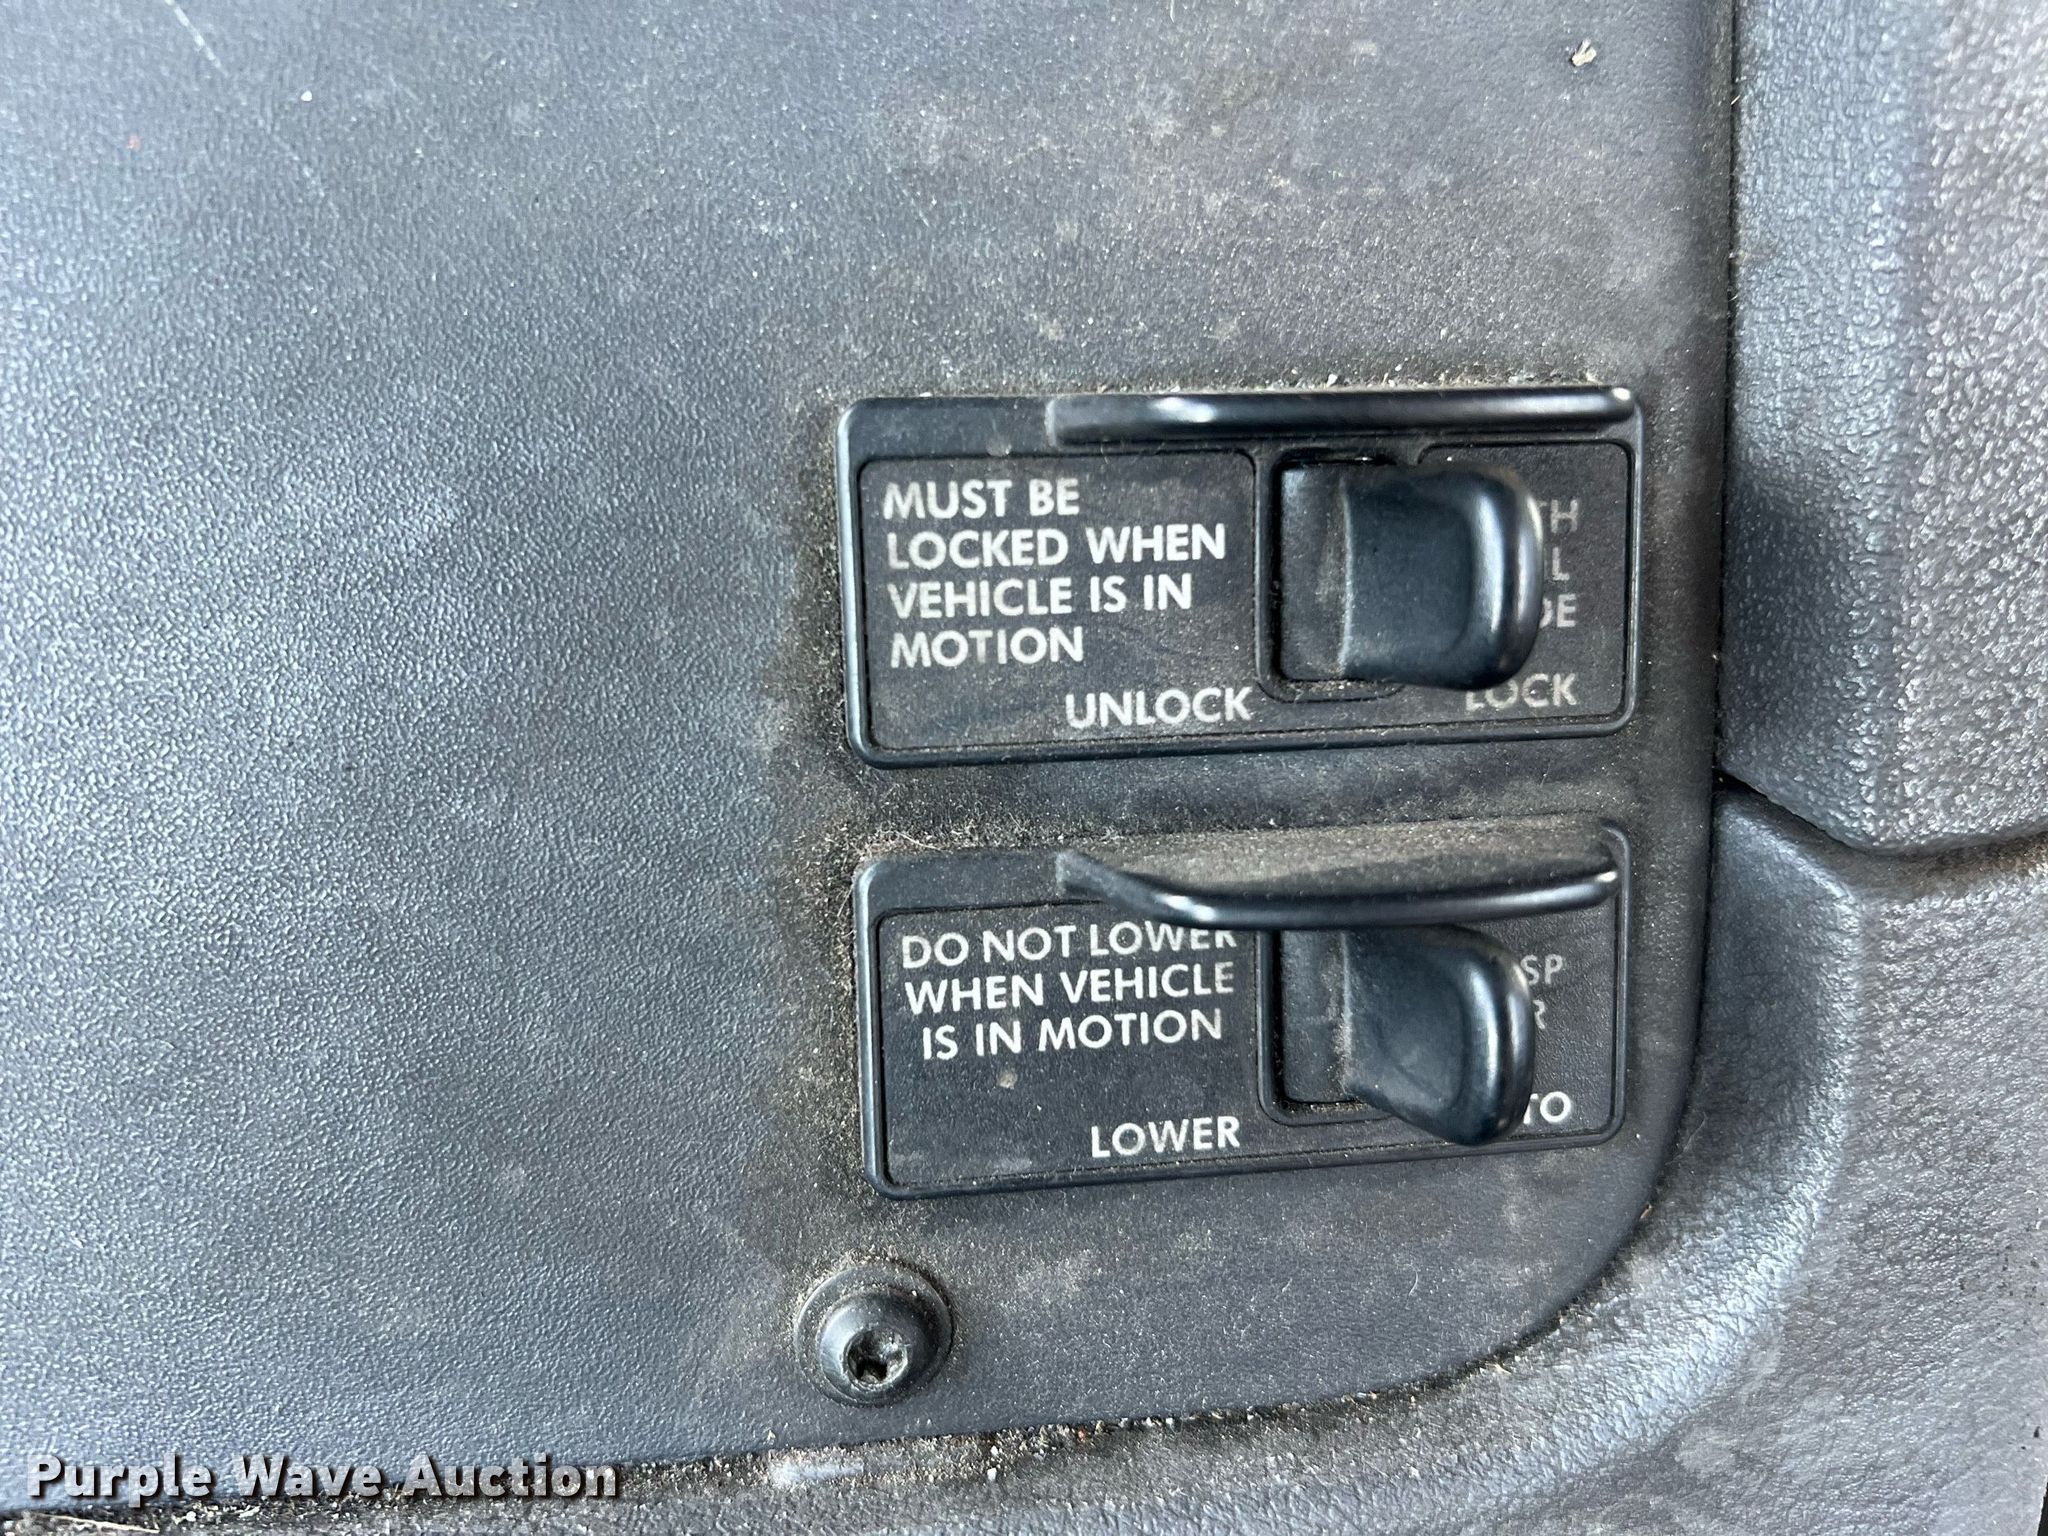 MUST BE
LOCKED WHEN
VEHICLE IS IN
MOTION
UNLOCK
LOCK
DO NOT LOWER
WHEN VEHICLE
IS IN MOTION
LOWER
Purple Wave Auction